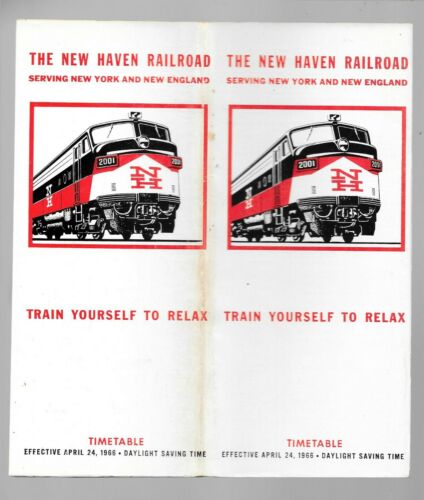 THE NEW HAVEN RAILROAD
SERVING NEW YORK AND NEW ENGLAND
2001
2001
NH
NH
TRAIN YOURSELF TO RELAX
TIMETABLE
EFFECTIVE APRIL 24, 1966 • DAYLIGHT SAVING TIME
THE NEW HAVEN RAILROAD
SERVING NEW YORK AND NEW ENGLAND
2001
2001
NH
NH
TRAIN YOURSELF TO RELAX
TIMETABLE
EFFECTIVE APRIL 24, 1966 • DAYLIGHT SAVING TIME